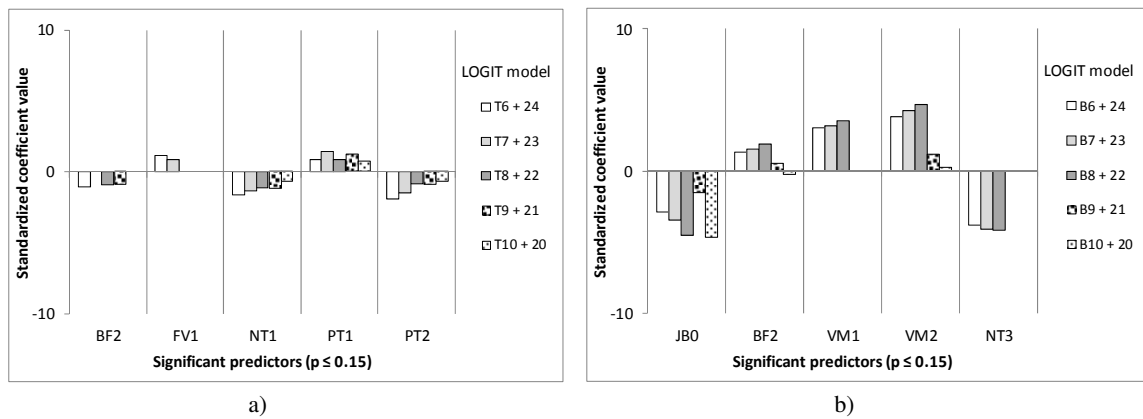 10
0
-10
Standardized coefficient value
BF2 FV1 NT1 PT1 PT2
Significant predictors (p ≤ 0.15)
LOGIT model
T6 + 24
T7 + 23
T8 + 22
T9 + 21
T10 + 20
a)
10
0
-10
Standardized coefficient value
JB0 BF2 VM1 VM2 NT3
Significant predictors (p ≤ 0.15)
LOGIT model
B6 + 24
B7 + 23
B8 + 22
B9 + 21
B10 + 20
b)